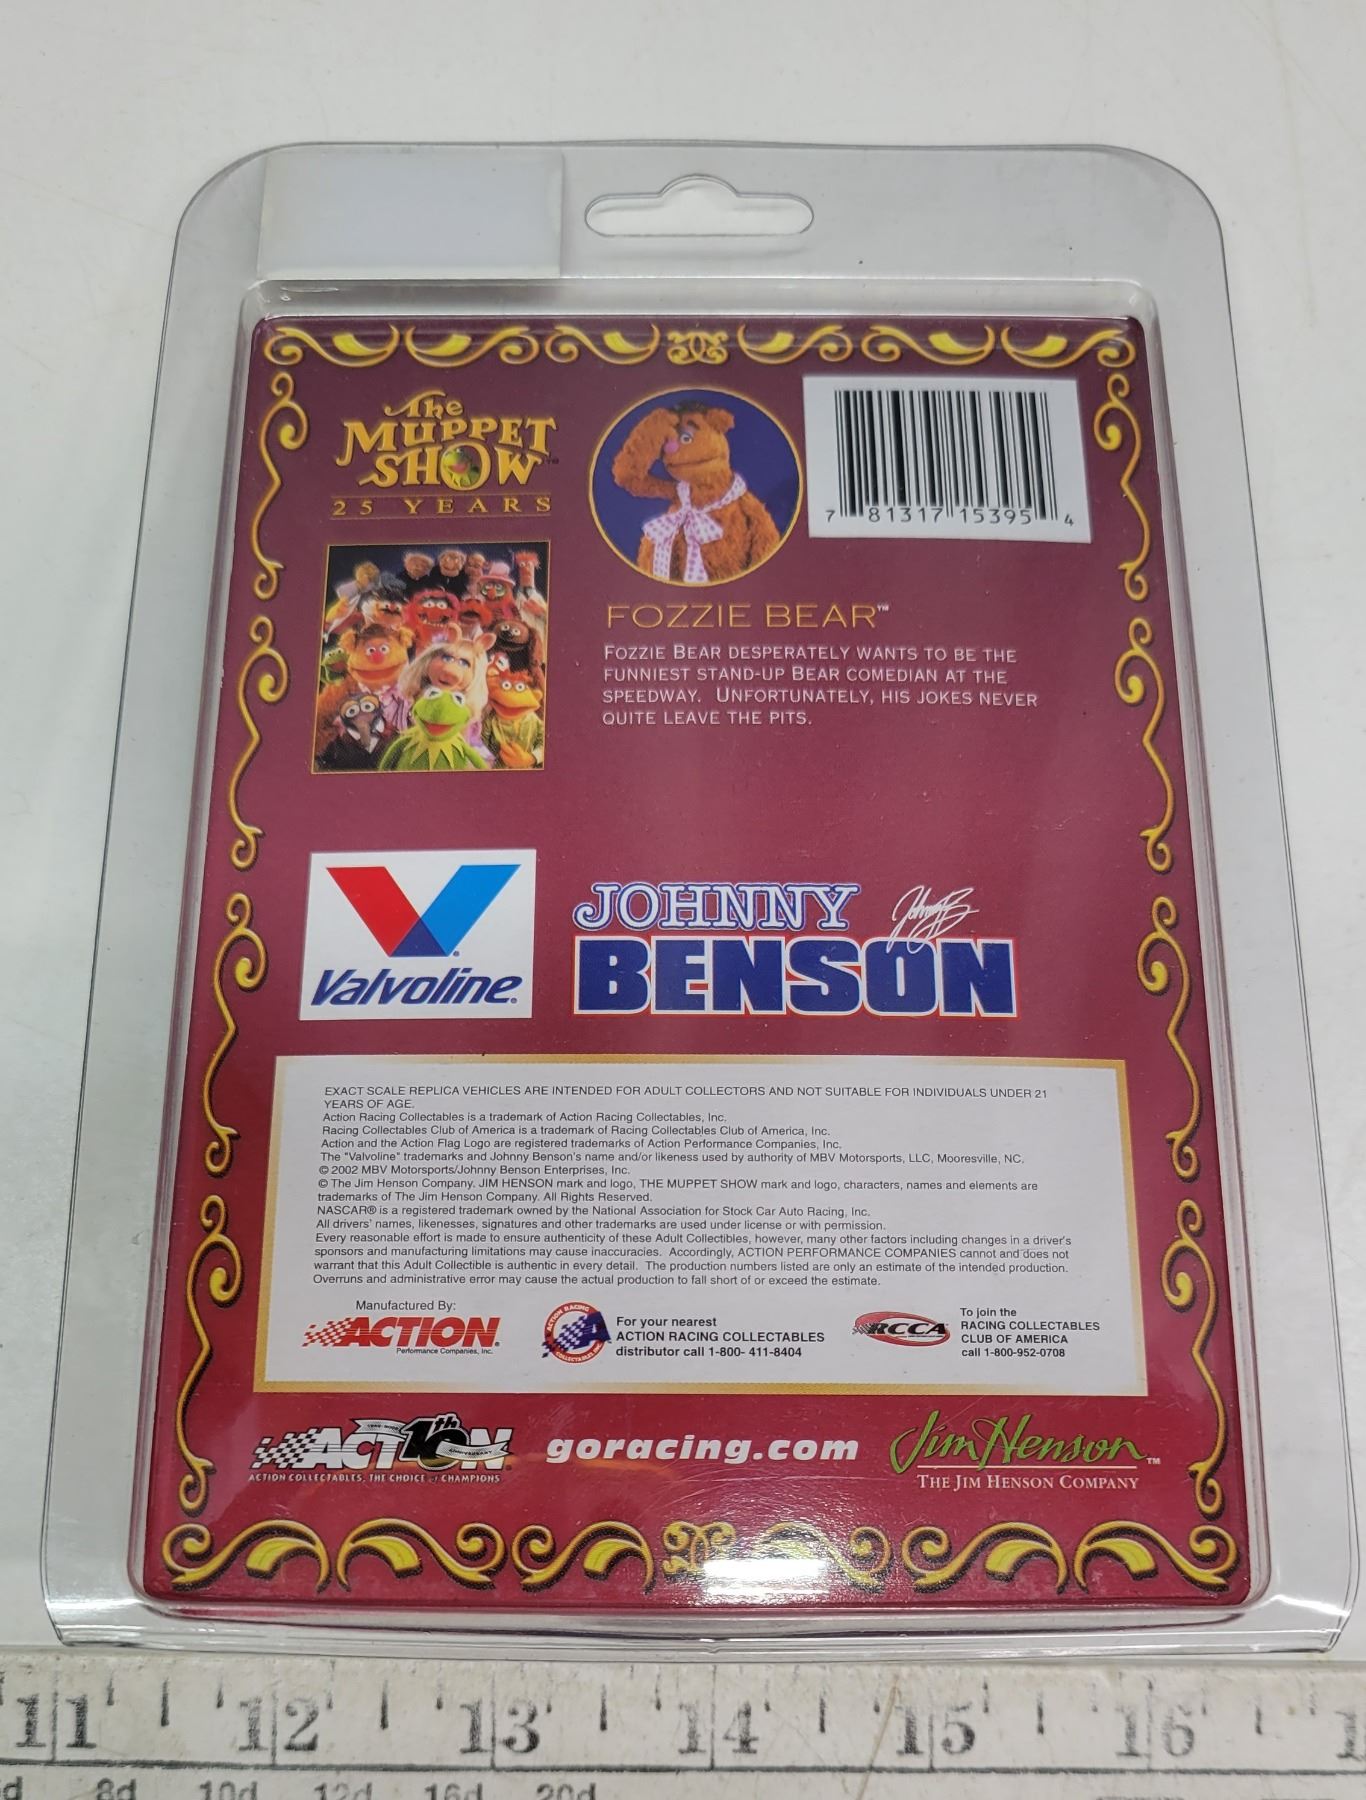 The
MUPPET
SHOW™
25 YEARS
7 81317 15395 4
FOZZIE BEAR™
FOZZIE BEAR DESPERATELY WANTS TO BE THE
FUNNIEST STAND-UP BEAR COMEDIAN AT THE
SPEEDWAY. UNFORTUNATELY, HIS JOKES NEVER
QUITE LEAVE THE PITS.
Valvoline®
JOHNNY
BENSON
EXACT SCALE REPLICA VEHICLES ARE INTENDED FOR ADULT COLLECTORS AND NOT SUITABLE FOR INDIVIDUALS UNDER 21
YEARS OF AGE.
Action Racing Collectables is a trademark of Action Racing Collectables, Inc.
Racing Collectables Club of America is a trademark of Racing Collectables Club of America, Inc.
Action and the Action Flag Logo are registered trademarks of Action Performance Companies, Inc.
The "Valvoline" trademarks and Johnny Benson's name and/or likeness used by authority of MBV Motorsports, LLC, Mooresville, NC.
© 2002 MBV Motorsports/Johnny Benson Enterprises, Inc.
© The Jim Henson Company. JIM HENSON mark and logo, THE MUPPET SHOW mark and logo, characters, names and elements are
trademarks of The Jim Henson Company. All Rights Reserved.
NASCAR® is a registered trademark owned by the National Association for Stock Car Auto Racing, Inc.
All drivers' names, likenesses, signatures and other trademarks are used under license or with permission.
Every reasonable effort is made to ensure authenticity of these Adult Collectibles, however, many other factors including changes in a driver's
sponsors and manufacturing limitations may cause inaccuracies. Accordingly, ACTION PERFORMANCE COMPANIES cannot and does not
warrant that this Adult Collectible is authentic in every detail. The production numbers listed are only an estimate of the intended production.
Overruns and administrative error may cause the actual production to fall short of or exceed the estimate.
Manufactured By:
ACTION®
Performance Companies, Inc.
ACTION RACING
COLLECTABLES, INC.
For your nearest
ACTION RACING COLLECTABLES
distributor call 1-800- 411-8404
RCCA
To join the
RACING COLLECTABLES
CLUB OF AMERICA
call 1-800-952-0708
ACTION 10th
ANNIVERSARY
ACTION COLLECTABLES, THE CHOICE of CHAMPIONS
goracing.com
Jim Henson™
THE JIM HENSON COMPANY
11 12 13 14 15 16
8d 10d 12d 16d 20d